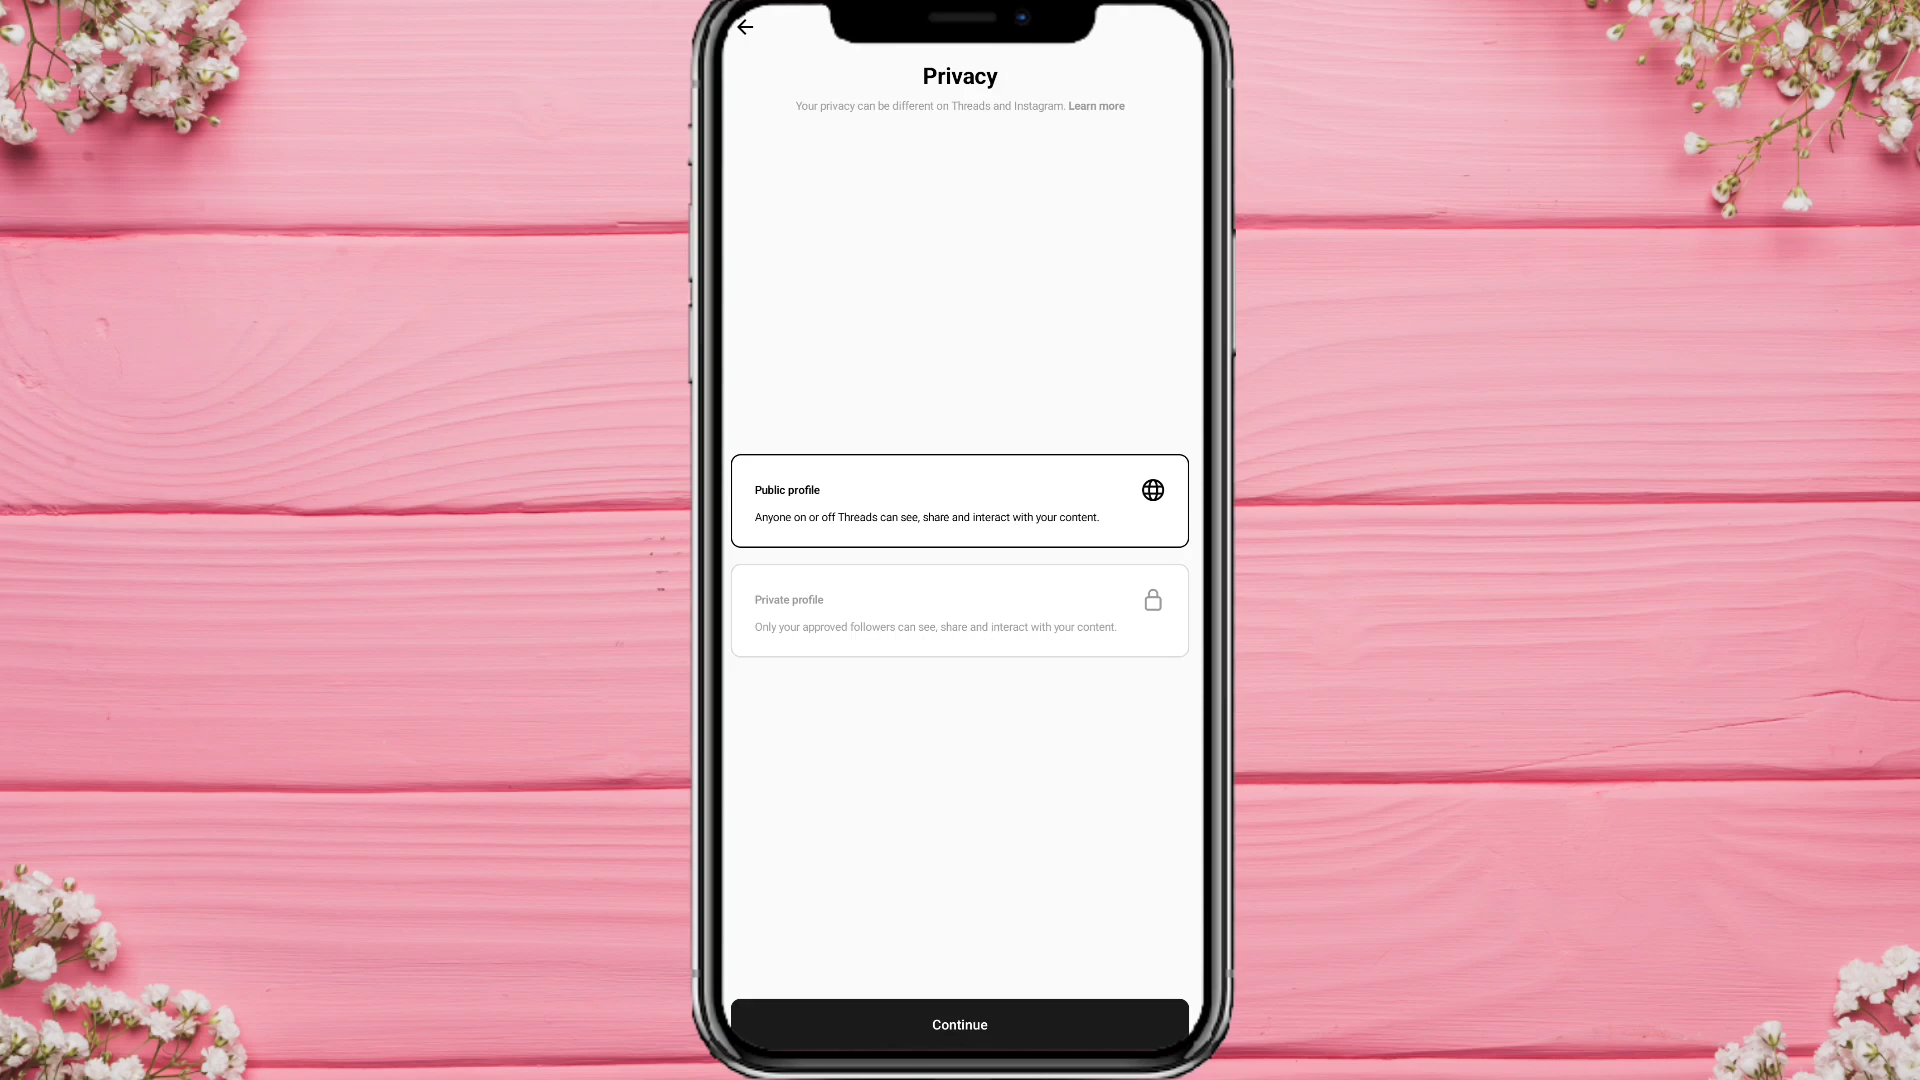 Privacy
Your privacy can be different on Threads and Instagram. Learn more
Public profile
Anyone on or off Threads can see, share and interact with your content.
Private profile
Only your approved followers can see, share and interact with your content.
Continue